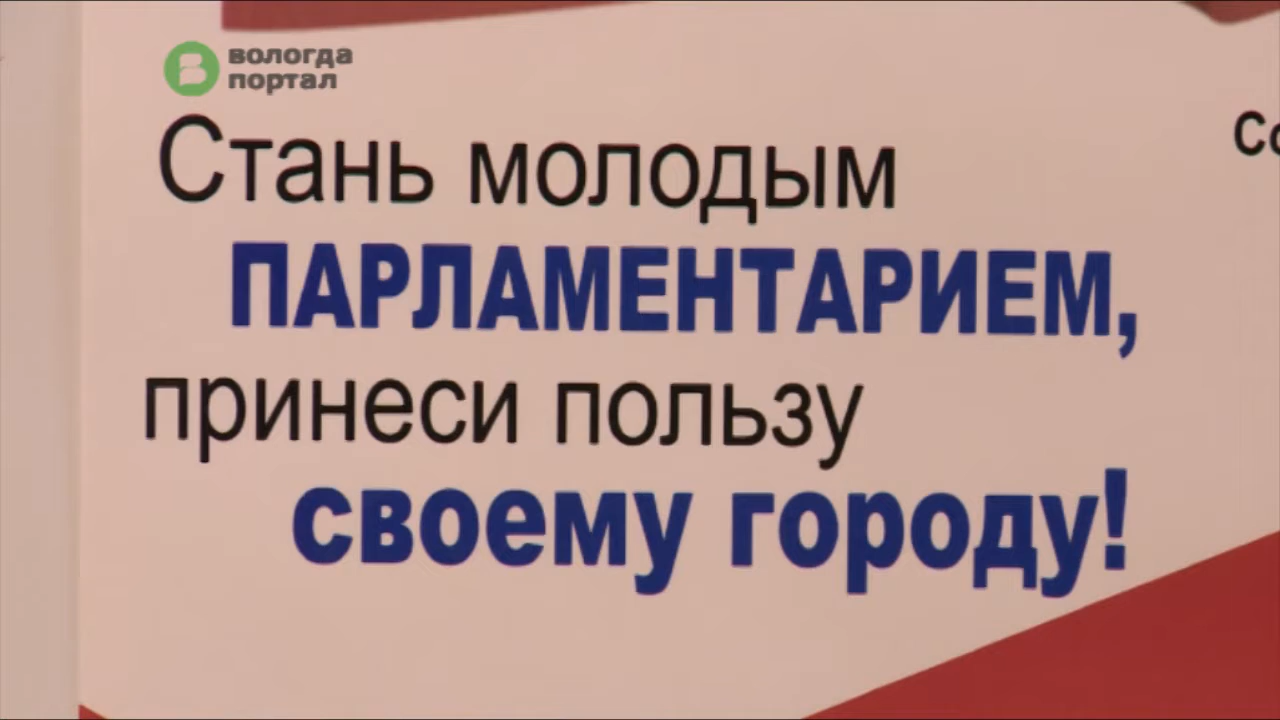 вологда
портал
Стань молодым
ПАРЛАМЕНТАРИЕМ,
принеси пользу
своему городу!